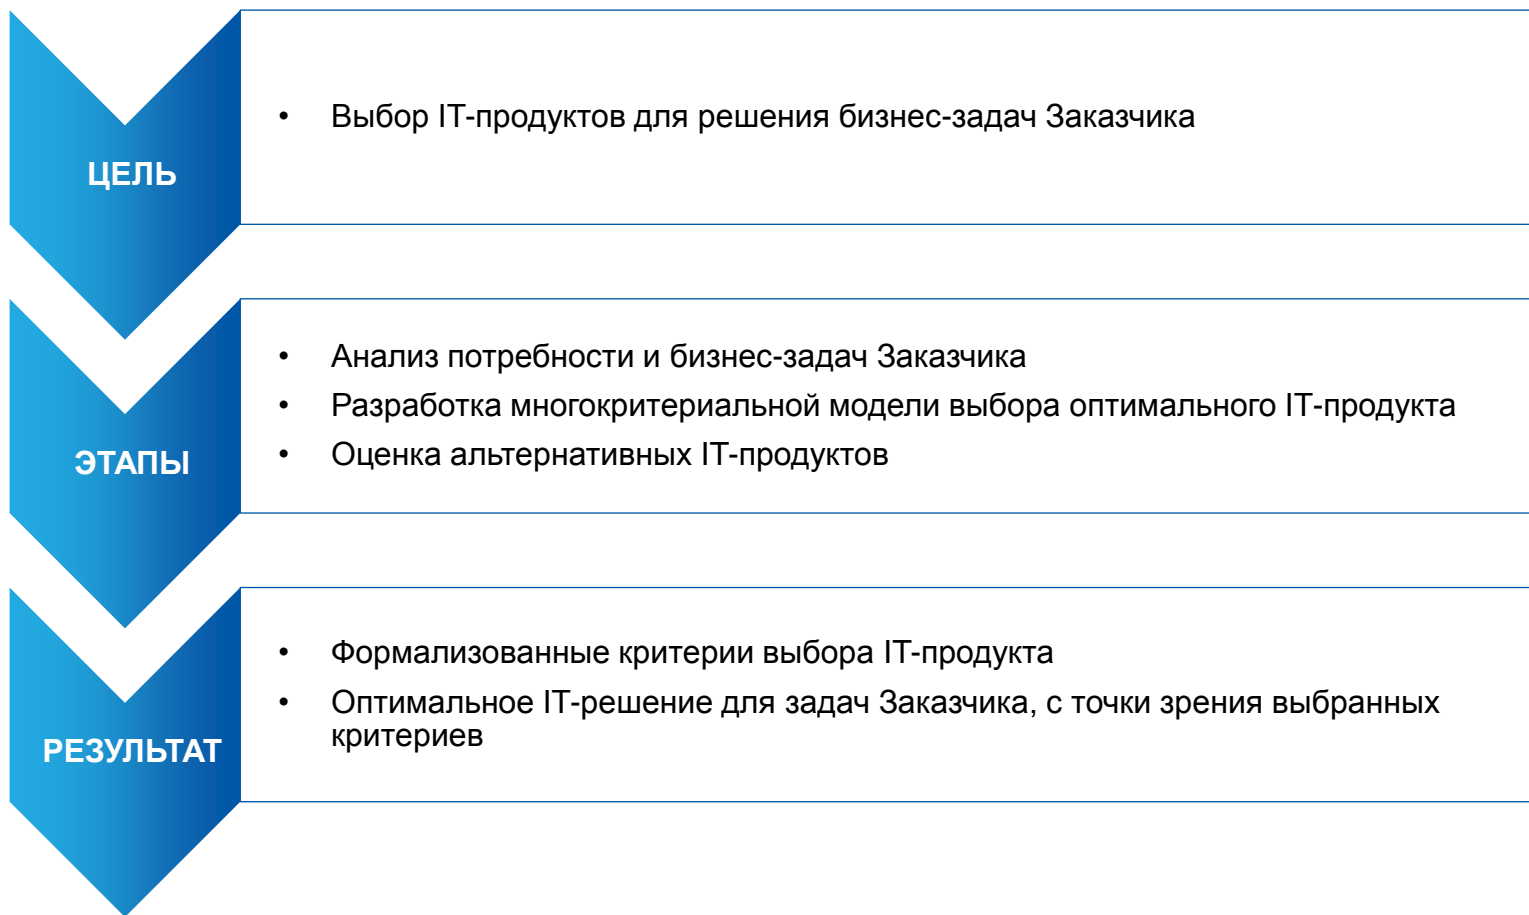 ЦЕЛЬ
• Выбор IT-продуктов для решения бизнес-задач Заказчика
ЭТАПЫ
• Анализ потребности и бизнес-задач Заказчика
• Разработка многокритериальной модели выбора оптимального IT-продукта
• Оценка альтернативных IT-продуктов
РЕЗУЛЬТАТ
• Формализованные критерии выбора IT-продукта
• Оптимальное IT-решение для задач Заказчика, с точки зрения выбранных
критериев